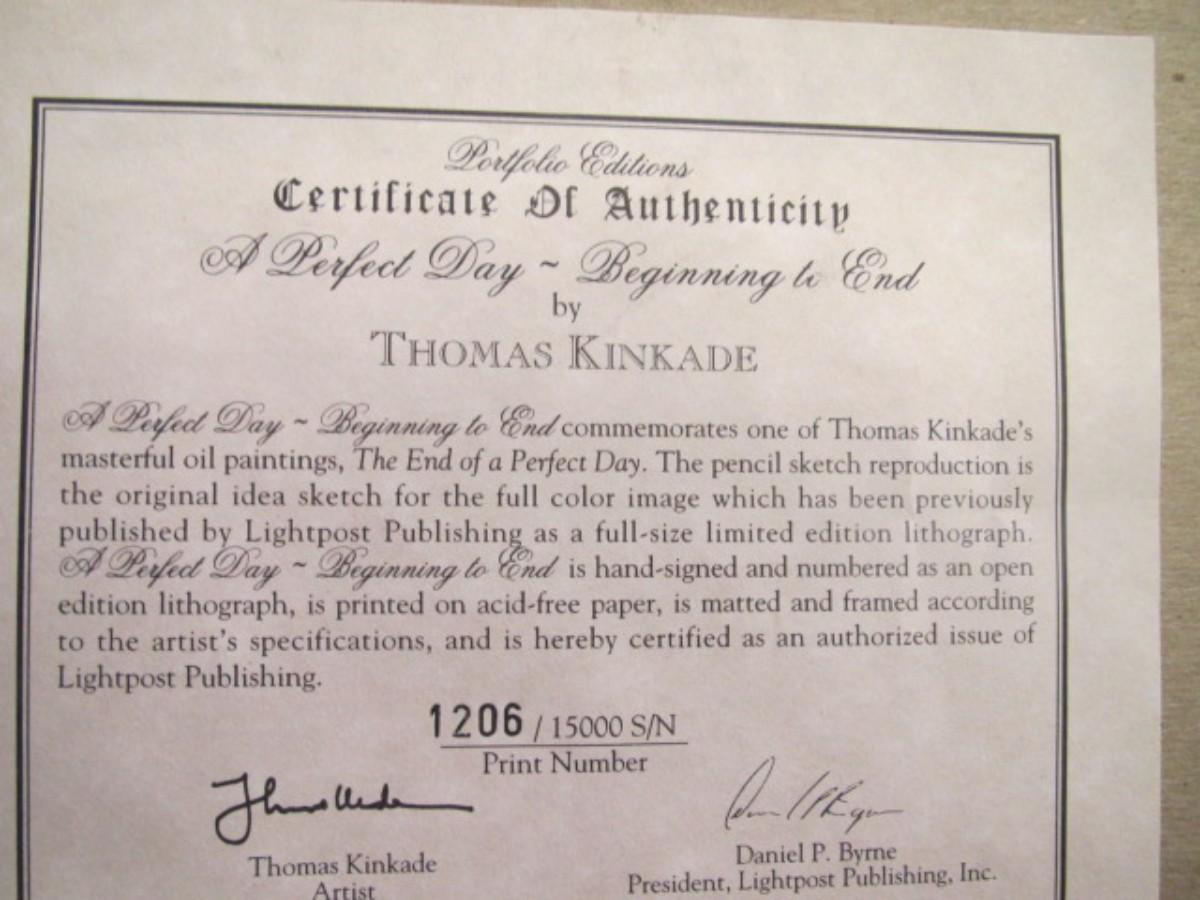 Portfolio Editions
Certificate Of Authenticity
A Perfect Day ~ Beginning to End
by
THOMAS KINKADE
A Perfect Day ~ Beginning to End commemorates one of Thomas Kinkade's
masterful oil paintings, The End of a Perfect Day. The pencil sketch reproduction is
the original idea sketch for the full color image which has been previously
published by Lightpost Publishing as a full-size limited edition lithograph.
A Perfect Day ~ Beginning to End is hand-signed and numbered as an open
edition lithograph, is printed on acid-free paper, is matted and framed according
to the artist's specifications, and is hereby certified as an authorized issue of
Lightpost Publishing.
1206 / 15000 S/N
Print Number
Thomas Kinkade
Artist
Daniel P. Byrne
President, Lightpost Publishing, Inc.